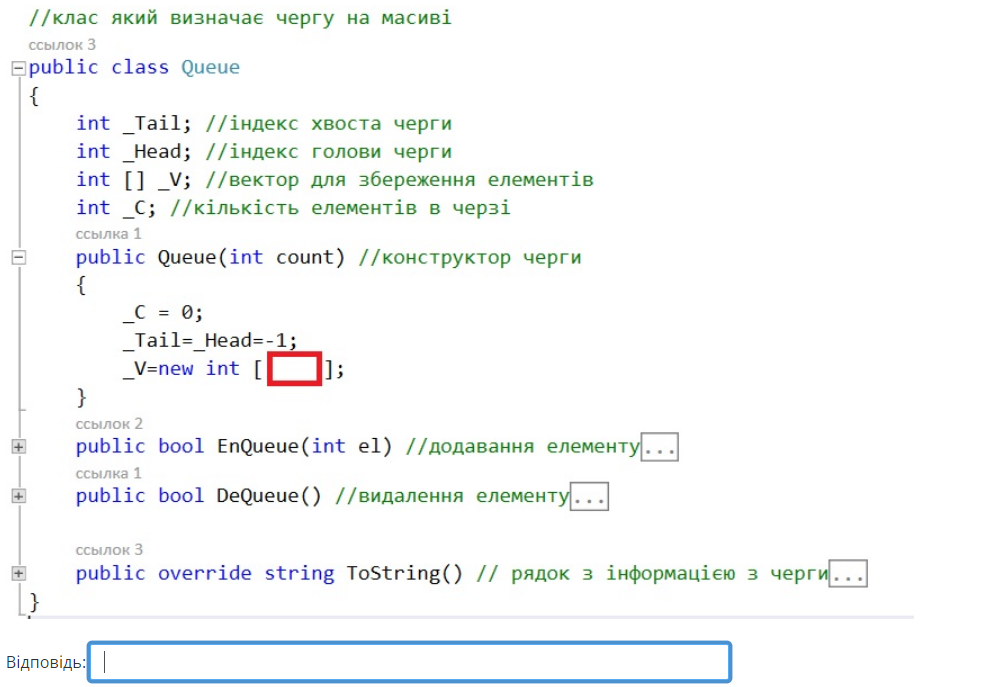 //клас який визначає чергу на масиві
ссылок 3
public class Queue
{
int _Tail; //індекс хвоста черги
int _Head; //індекс голови черги
int [] _V; //вектор для збереження елементів
int _C; //кількість елементів в черзі
ссылка 1
public Queue(int count) //конструктор черги
{
_C = 0;
_Tail=_Head=-1;
_V=new int [ ];
}
ссылок 2
public bool EnQueue(int el) //додавання елементу...
ссылка 1
public bool DeQueue() //видалення елементу...
ссылок 3
public override string ToString() // рядок з інформацією з черги...
}
Відповідь: